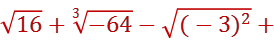 √16 + ∛−64 − √(−3)² +